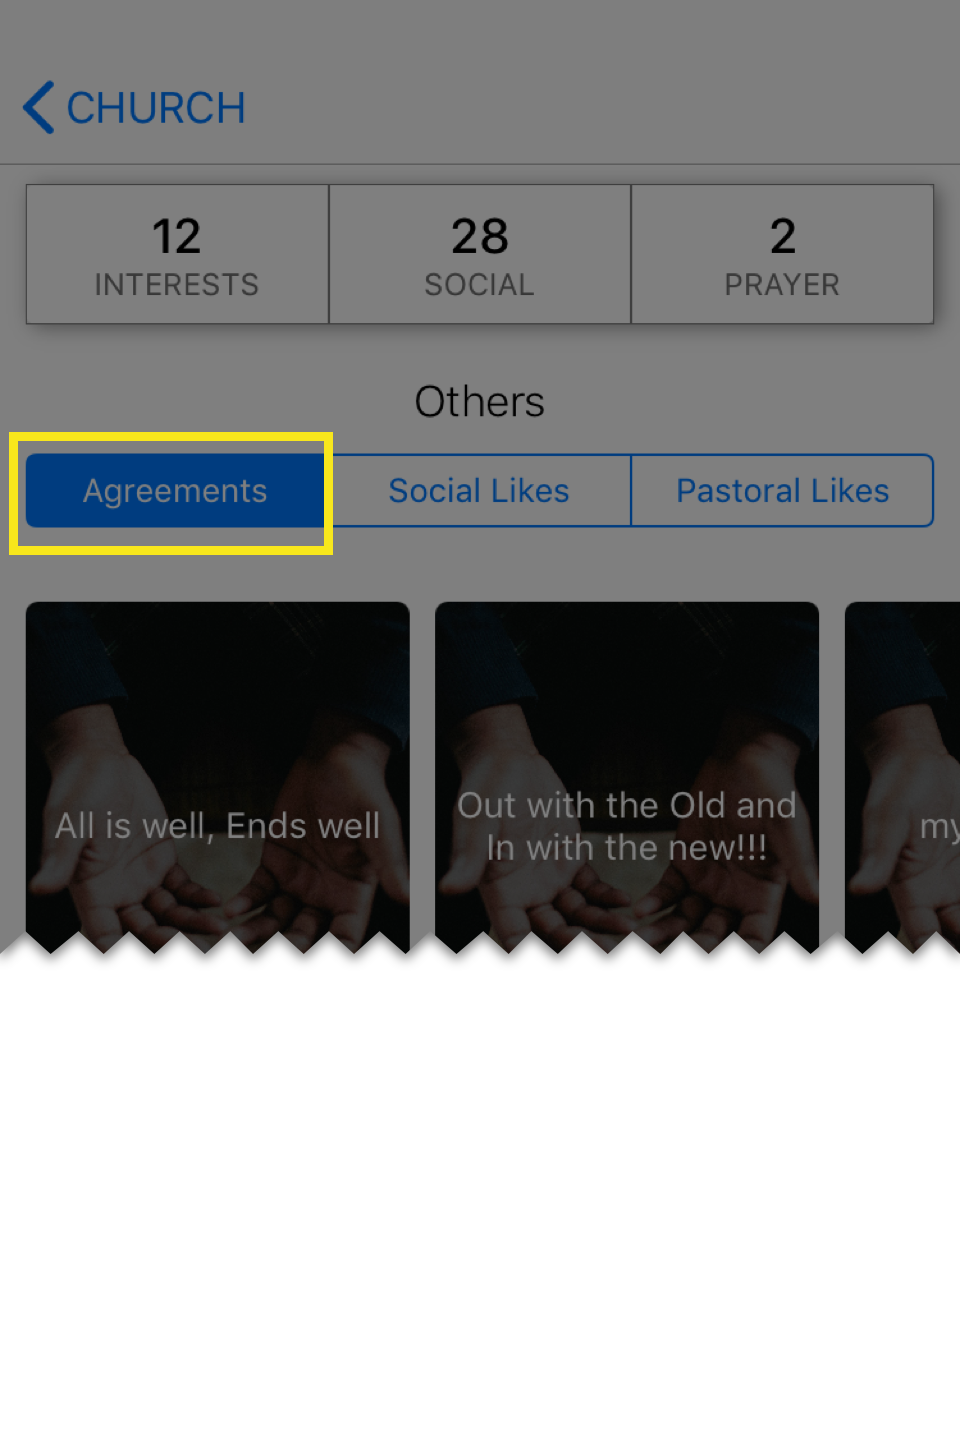 CHURCH
12
INTERESTS
28
SOCIAL
2
PRAYER
Others
Agreements
Social Likes
Pastoral Likes
All is well, Ends well
Out with the Old and
In with the new!!!
my